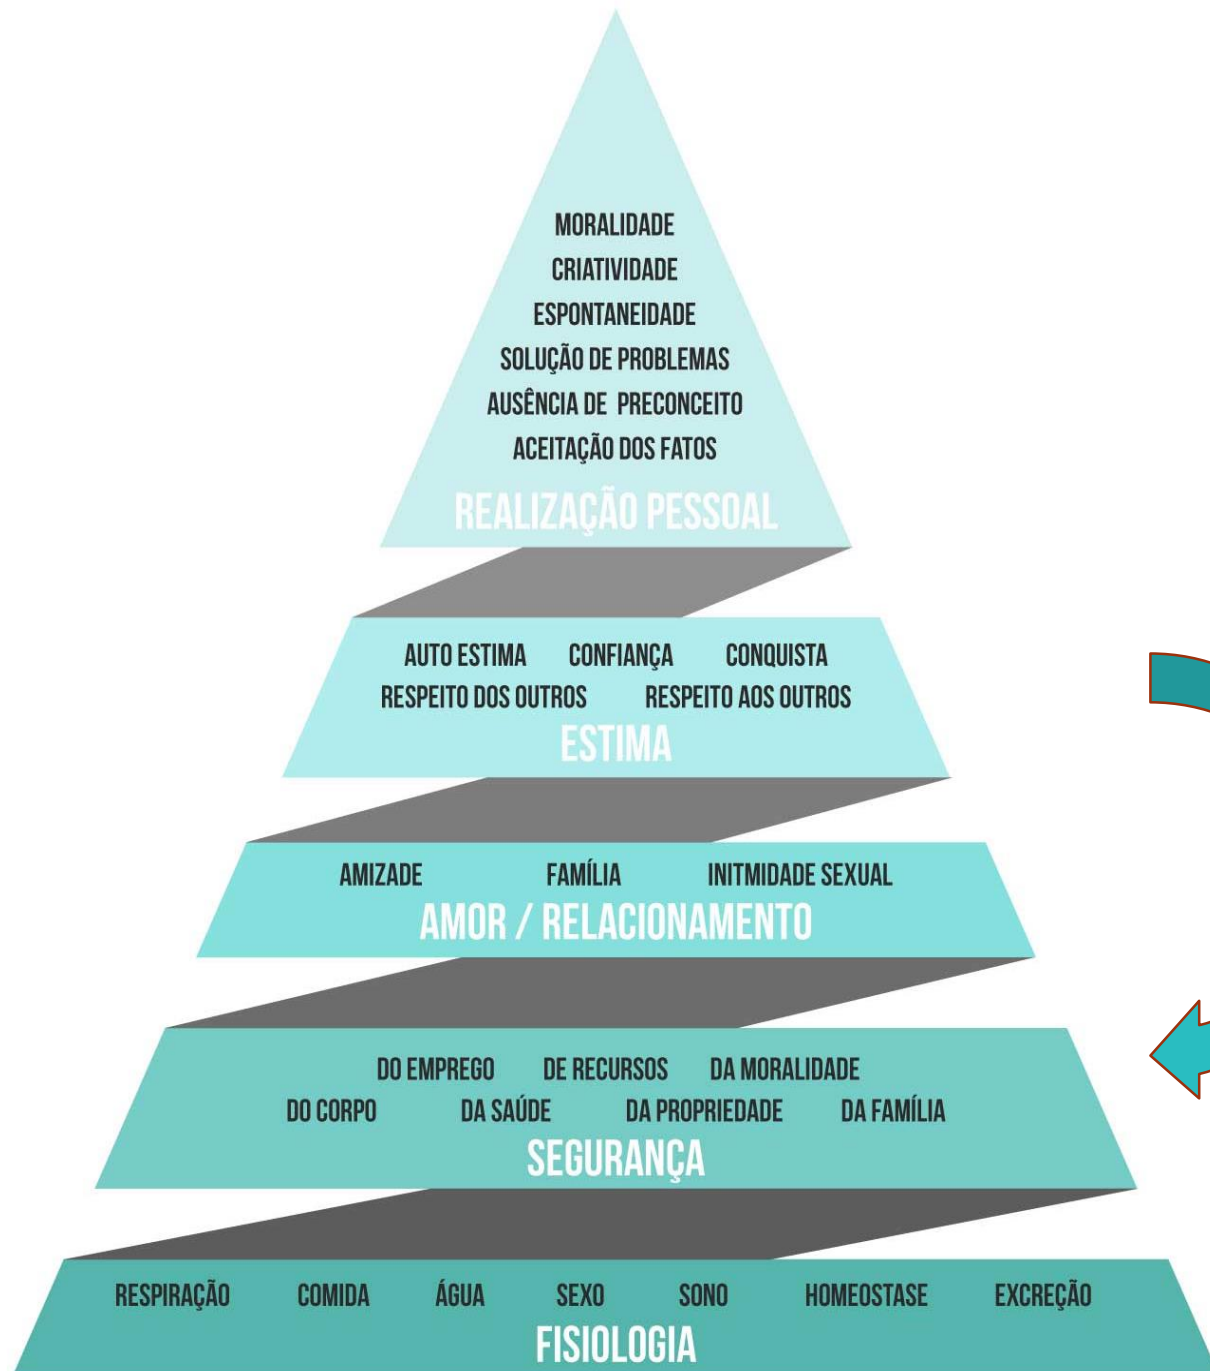 MORALIDADE
CRIATIVIDADE
ESPONTANEIDADE
SOLUÇÃO DE PROBLEMAS
AUSÊNCIA DE PRECONCEITO
ACEITAÇÃO DOS FATOS
REALIZAÇÃO PESSOAL
AUTO ESTIMA CONFIANÇA CONQUISTA
RESPEITO DOS OUTROS RESPEITO AOS OUTROS
ESTIMA
AMIZADE FAMÍLIA INITMIDADE SEXUAL
AMOR / RELACIONAMENTO
DO EMPREGO DE RECURSOS DA MORALIDADE
DO CORPO DA SAÚDE DA PROPRIEDADE DA FAMÍLIA
SEGURANÇA
RESPIRAÇÃO COMIDA ÁGUA SEXO SONO HOMEOSTASE EXCREÇÃO
FISIOLOGIA